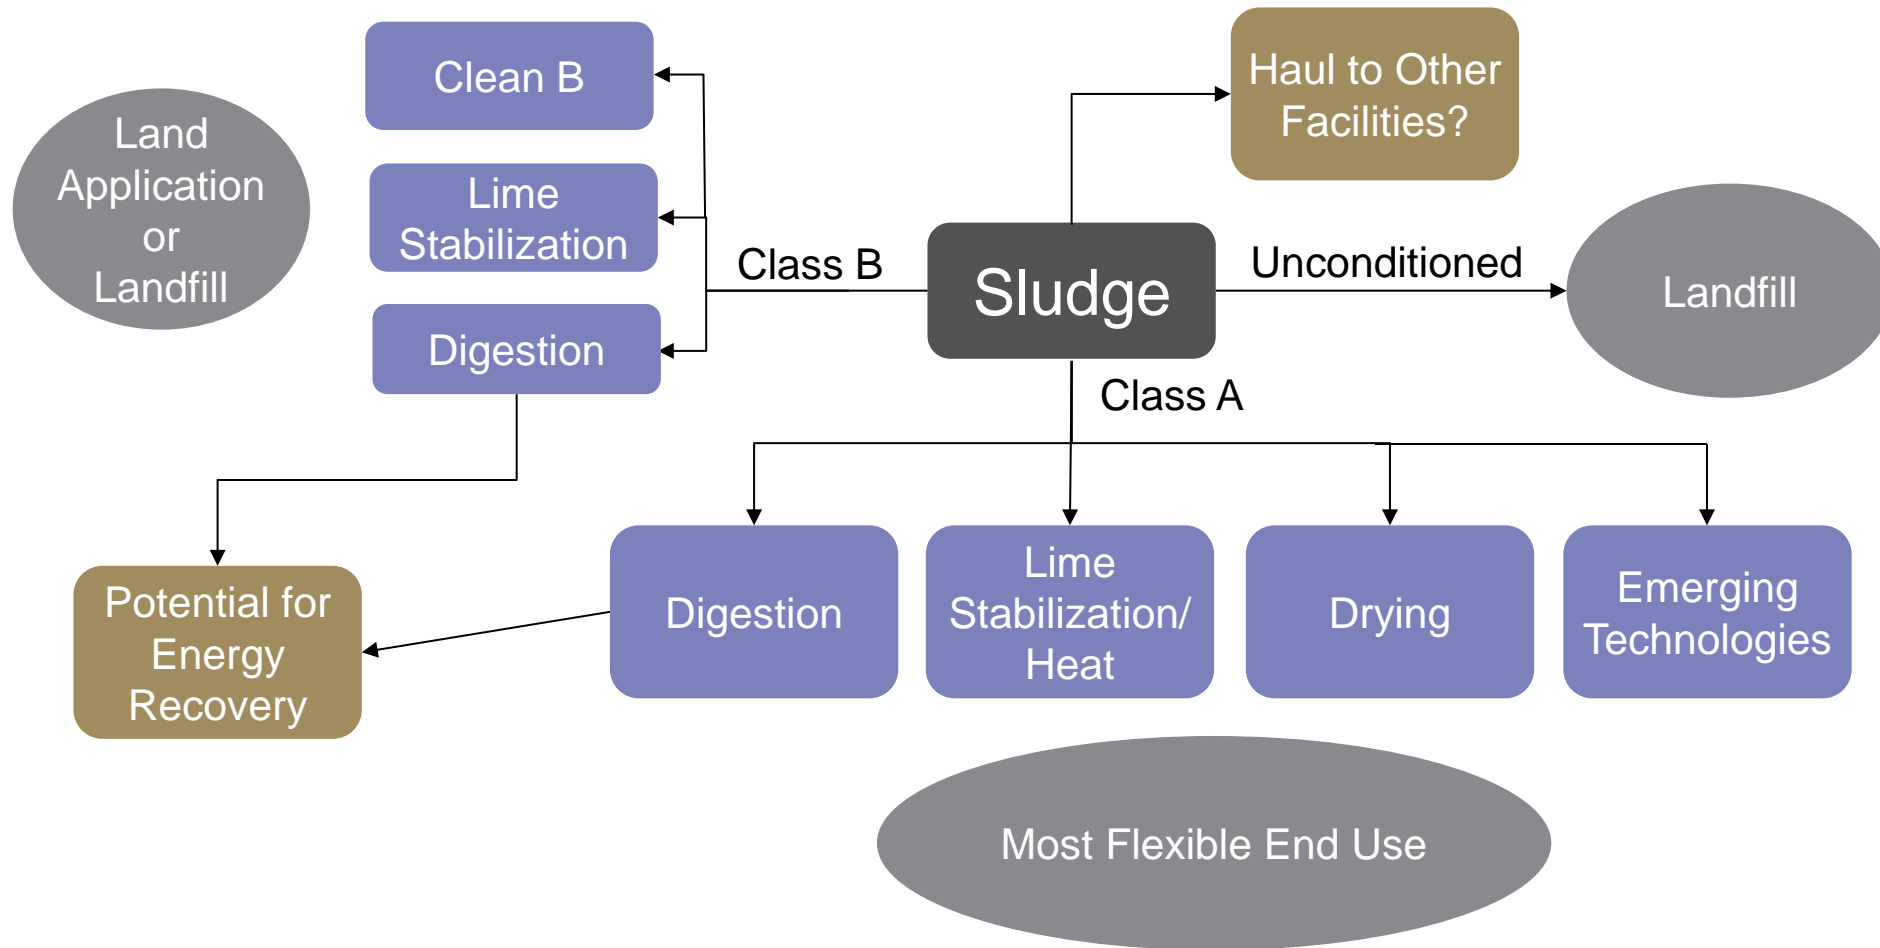 Clean B
Haul to Other
Facilities?
Land
Application
or
Landfill
Lime
Stabilization
Class B
Sludge
Unconditioned
Landfill
Digestion
Class A
Potential for
Energy
Recovery
Digestion
Lime
Stabilization/
Heat
Drying
Emerging
Technologies
Most Flexible End Use